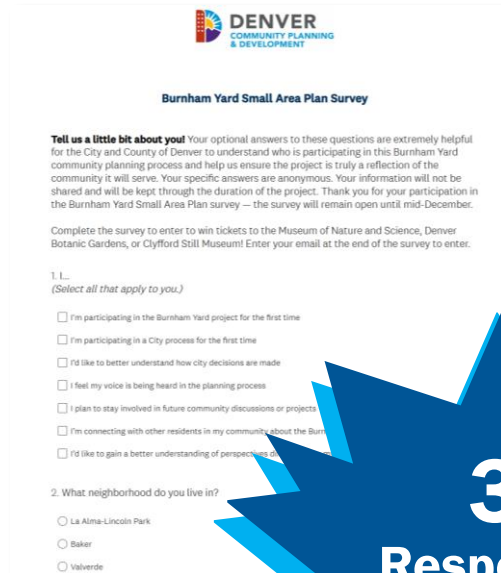 DENVER
COMMUNITY PLANNING
& DEVELOPMENT
Burnham Yard Small Area Plan Survey
Tell us a little bit about you! Your optional answers to these questions are extremely helpful
for the City and County of Denver to understand who is participating in this Burnham Yard
community planning process and help us ensure the project is truly a reflection of the
community it will serve. Your specific answers are anonymous. Your information will not be
shared and will be kept through the duration of the project. Thank you for your participation in
the Burnham Yard Small Area Plan survey — the survey will remain open until mid-December.
Complete the survey to enter to win tickets to the Museum of Nature and Science, Denver
Botanic Gardens, or Clyfford Still Museum! Enter your email at the end of the survey to enter.
1. I...
(Select all that apply to you.)
I'm participating in the Burnham Yard project for the first time
I'm participating in a City process for the first time
I'd like to better understand how city decisions are made
I feel my voice is being heard in the planning process
I plan to stay involved in future community discussions or projects
I'm connecting with other residents in my community about the
I'd like to gain a better understanding of perspectives
2. What neighborhood do you live in?
La Alma-Lincoln Park
Baker
Valverde
3
Resp